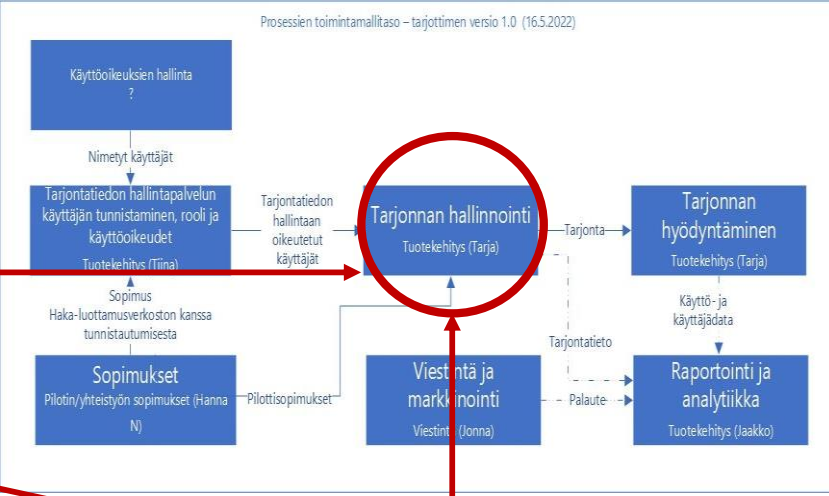 Prosessien toimintamallitaso – tarjottimen versio 1.0 (16.5.2022)
Käyttöoikeuksien hallinta
?
Nimetyt käyttäjät
Tarjontatiedon hallintapalvelun
käyttäjän tunnistaminen, rooli ja
käyttöoikeudet
Tuotekehitys (Tiina)
Tarjontatiedon
hallintaan
oikeutetut
käyttäjät
Tarjonnan hallinnointi
Tuotekehitys (Tarja)
Tarjonta
Tarjonnan
hyödyntäminen
Tuotekehitys (Tarja)
Sopimus
Haka-luottamusverkoston kanssa
tunnistautumisesta
Käyttö- ja
käyttäjädata
Tarjontatieto
Sopimukset
Pilotin/yhteistyön sopimukset (Hanna
N)
Pilottisopimukset
Viestintä ja
markkinointi
Viestintä (Jonna)
Palaute
Raportointi ja
analytiikka
Tuotekehitys (Jaakko)